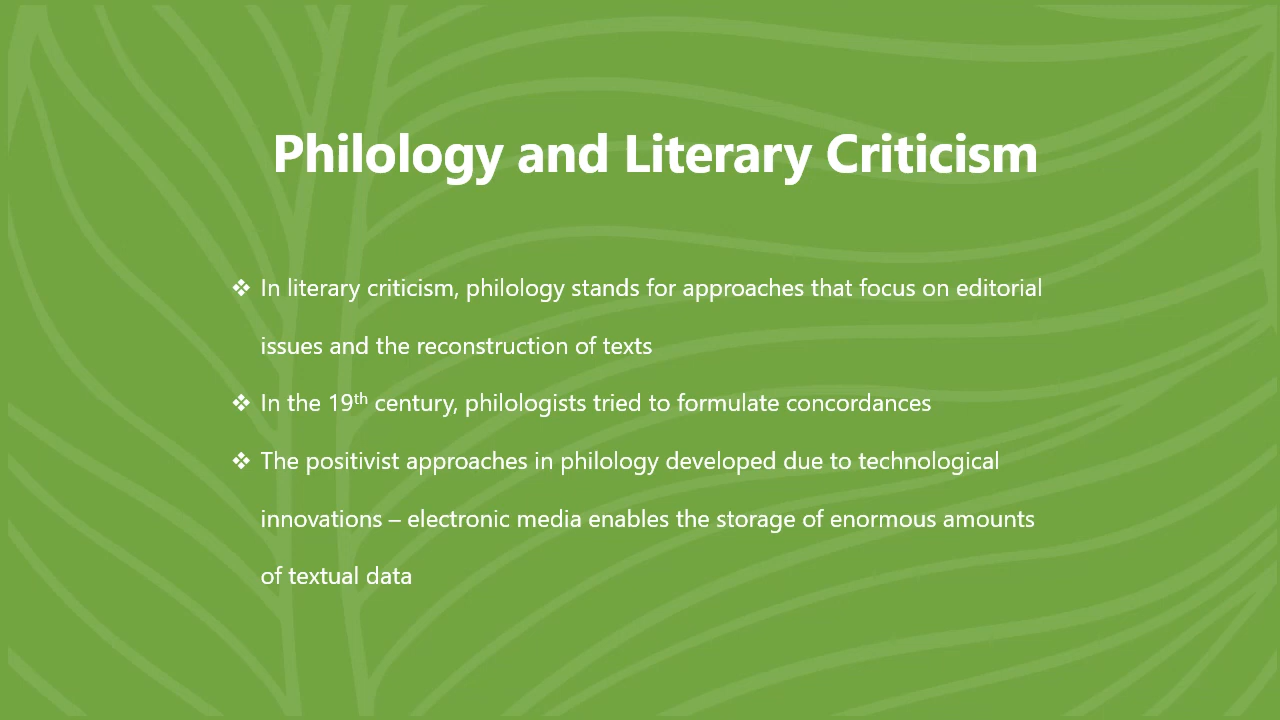 Philology and Literary Criticism
❖ In literary criticism, philology stands for approaches that focus on editorial
issues and the reconstruction of texts
❖ In the 19th century, philologists tried to formulate concordances
❖ The positivist approaches in philology developed due to technological
innovations – electronic media enables the storage of enormous amounts
of textual data